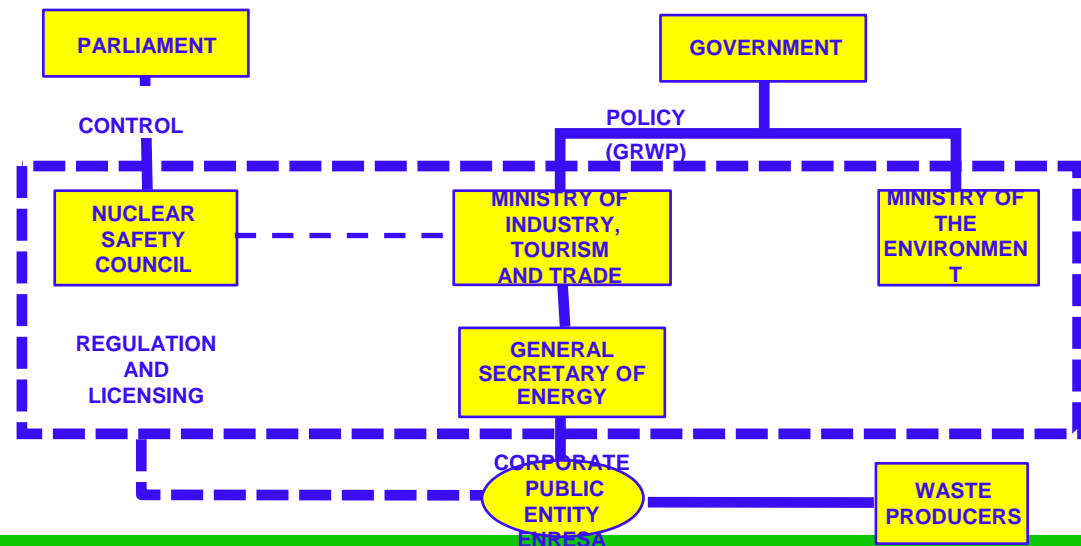 PARLIAMENT
GOVERNMENT
CONTROL
POLICY
(GRWP)
NUCLEAR
SAFETY
COUNCIL
MINISTRY OF
INDUSTRY,
TOURISM
AND TRADE
MINISTRY OF
THE
ENVIRONMEN
T
REGULATION
AND
LICENSING
GENERAL
SECRETARY OF
ENERGY
CORPORATE
PUBLIC
ENTITY
ENRESA
WASTE
PRODUCERS